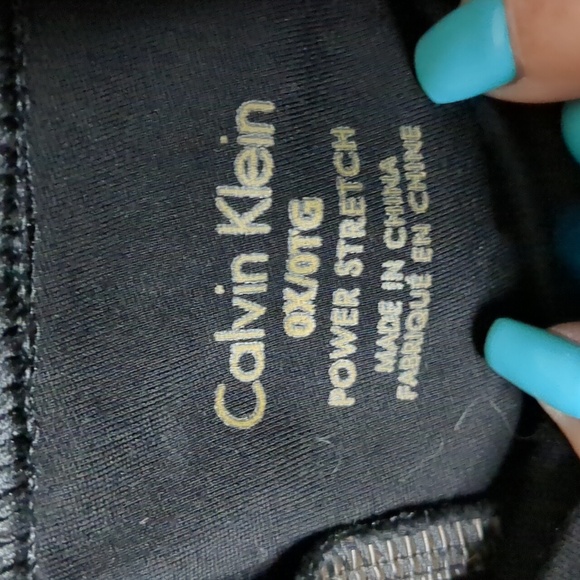 Calvin Klein
0X/0TG
POWER STRETCH
MADE IN CHINA
FABRIQUÉ EN CHINE